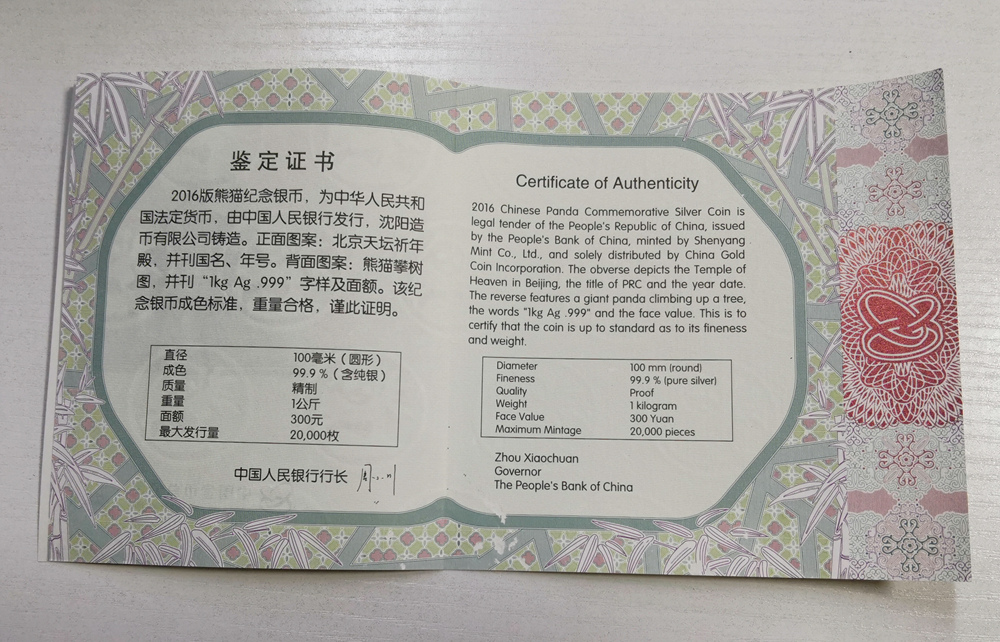 鉴定证书
2016版熊猫纪念银币，为中华人民共和
国法定货币，由中国人民银行发行，沈阳造
币有限公司铸造。正面图案：北京天坛祈年
殿，并刊国名、年号。背面图案：熊猫攀树
图，并刊“1kg Ag .999”字样及面额。该纪
念银币成色标准，重量合格，谨此证明。
直径 100毫米（圆形）
成色 99.9 %（含纯银）
质量 精制
重量 1公斤
面额 300元
最大发行量 20,000枚
中国人民银行行长
Certificate of Authenticity
2016 Chinese Panda Commemorative Silver Coin is
legal tender of the People's Republic of China, issued
by the People's Bank of China, minted by Shenyang
Mint Co., Ltd., and solely distributed by China Gold
Coin Incorporation. The obverse depicts the Temple of
Heaven in Beijing, the title of PRC and the year date.
The reverse features a giant panda climbing up a tree,
the words "1kg Ag .999" and the face value. This is to
certify that the coin is up to standard as to its fineness
and weight.
Diameter 100 mm (round)
Fineness 99.9 % (pure silver)
Quality Proof
Weight 1 kilogram
Face Value 300 Yuan
Maximum Mintage 20,000 pieces
Zhou Xiaochuan
Governor
The People's Bank of China